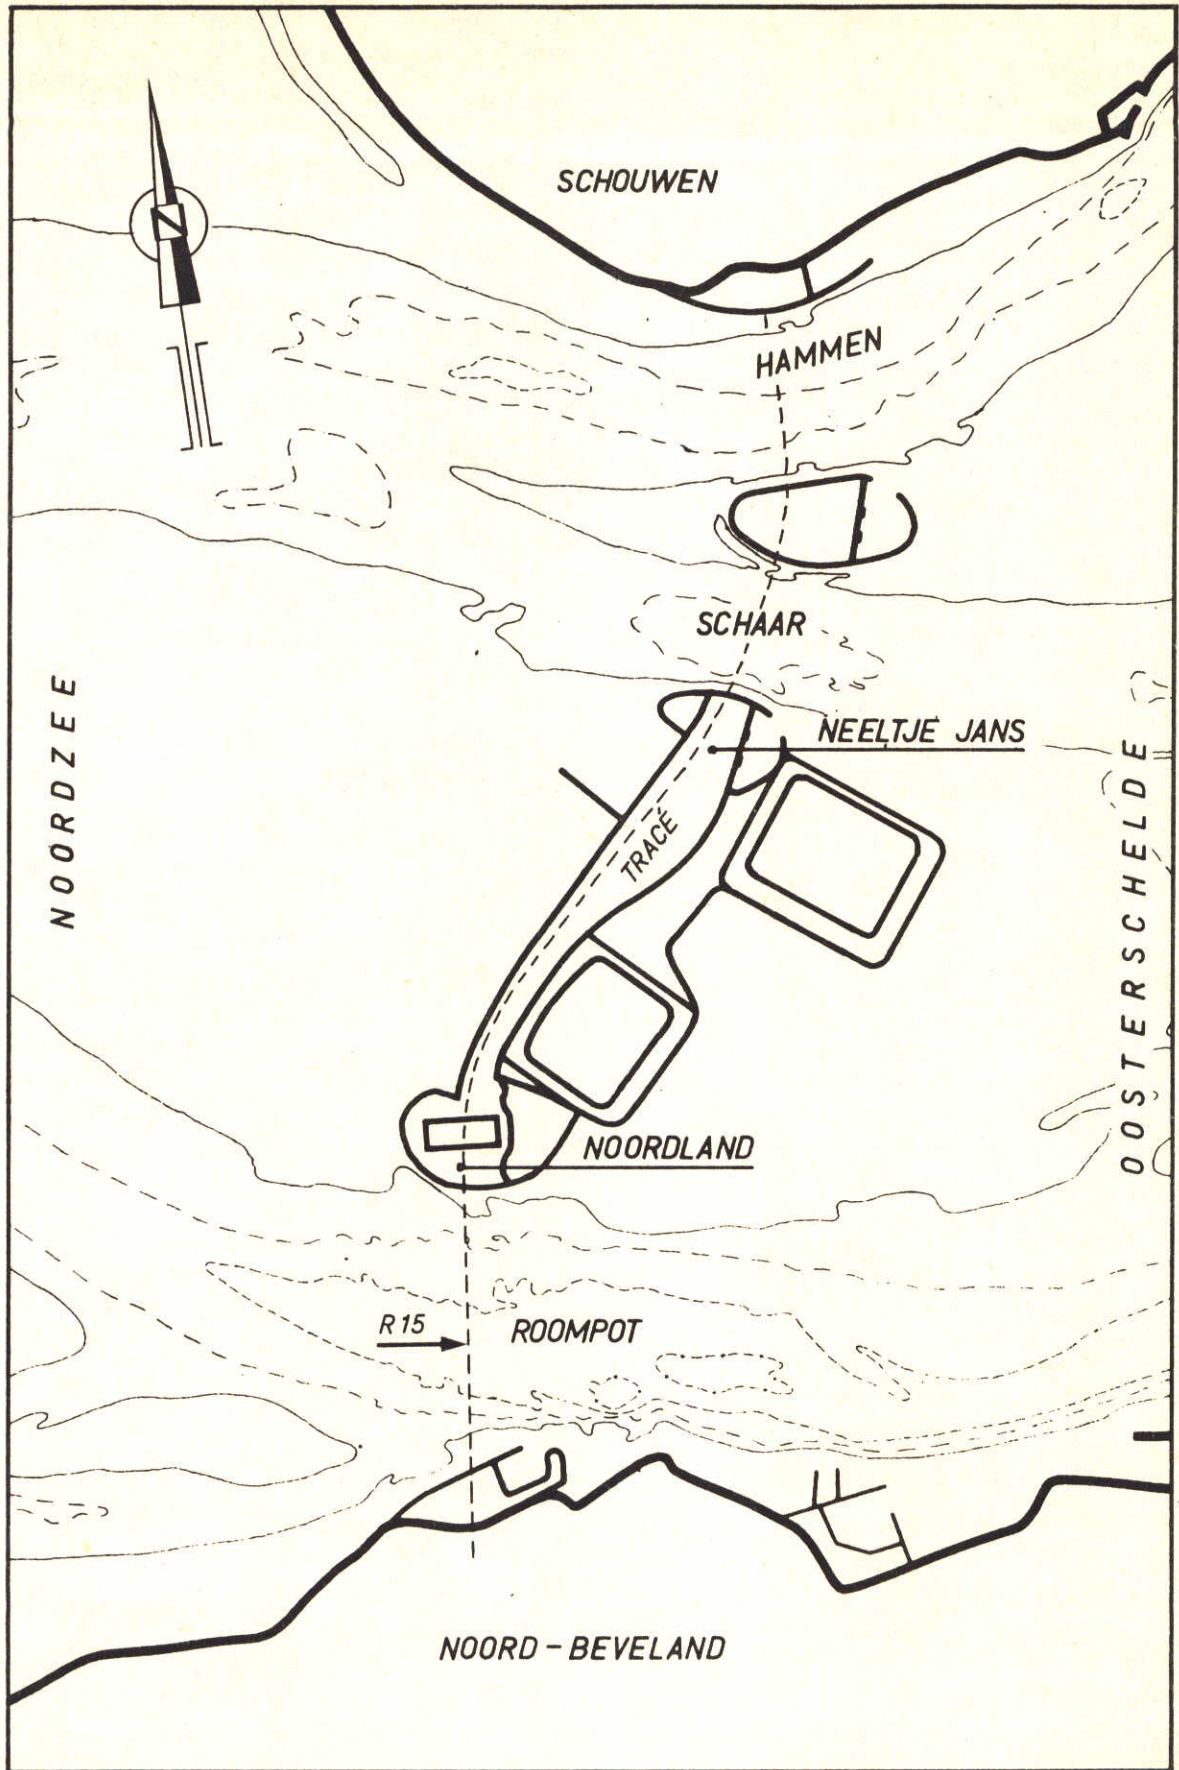 SCHOUWEN
N
HAMMEN
SCHAAR
NOORDZEE
NEELTJE JANS
OOSTERSCHELDE
TRACÉ
NOORDLAND
R 15
ROOMPOT
NOORD-BEVELAND